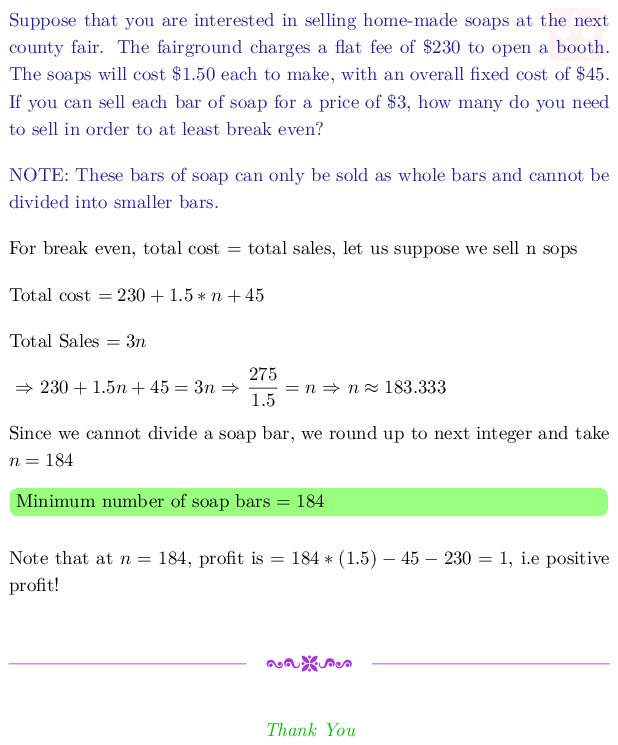 Suppose that you are interested in selling home-made soaps at the next
county fair. The fairground charges a flat fee of $230 to open a booth.
The soaps will cost $1.50 each to make, with an overall fixed cost of $45.
If you can sell each bar of soap for a price of $3, how many do you need
to sell in order to at least break even?
NOTE: These bars of soap can only be sold as whole bars and cannot be
divided into smaller bars.
For break even, total cost = total sales, let us suppose we sell n sops
Total cost = 230 + 1.5 ∗ n + 45
Total Sales = 3n
⇒ 230 + 1.5n + 45 = 3n ⇒ 275/1.5 = n ⇒ n ≈ 183.333
Since we cannot divide a soap bar, we round up to next integer and take
n = 184
Minimum number of soap bars = 184
Note that at n = 184, profit is = 184 ∗ (1.5) − 45 − 230 = 1, i.e positive
profit!
Thank You